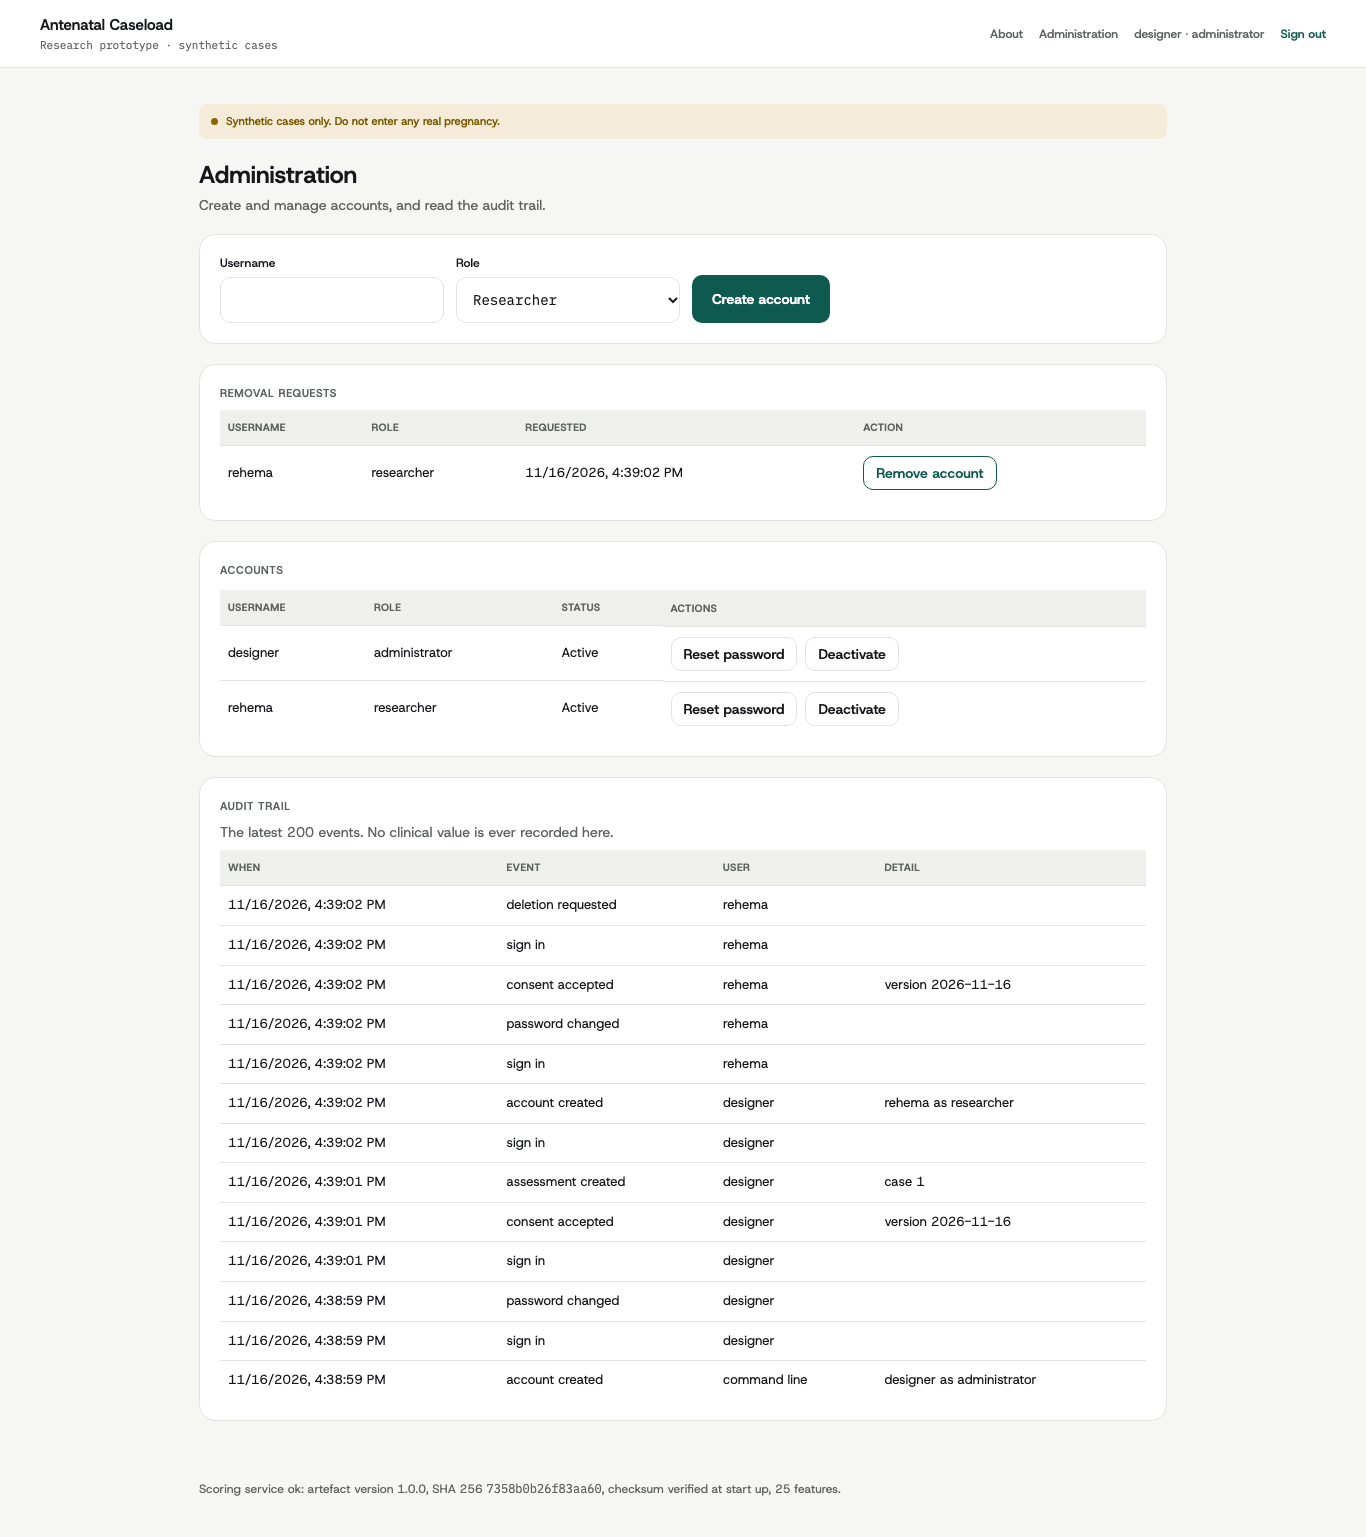 Antenatal Caseload
Research prototype · synthetic cases
About Administration designer · administrator Sign out
Synthetic cases only. Do not enter any real pregnancy.
Administration
Create and manage accounts, and read the audit trail.
Username Role
Researcher Create account
REMOVAL REQUESTS
USERNAME ROLE REQUESTED ACTION
rehema researcher 11/16/2026, 4:39:02 PM Remove account
ACCOUNTS
USERNAME ROLE STATUS ACTIONS
designer administrator Active Reset password Deactivate
rehema researcher Active Reset password Deactivate
AUDIT TRAIL
The latest 200 events. No clinical value is ever recorded here.
WHEN EVENT USER DETAIL
11/16/2026, 4:39:02 PM deletion requested rehema
11/16/2026, 4:39:02 PM sign in rehema
11/16/2026, 4:39:02 PM consent accepted rehema version 2026-11-16
11/16/2026, 4:39:02 PM password changed rehema
11/16/2026, 4:39:02 PM sign in rehema
11/16/2026, 4:39:02 PM account created designer rehema as researcher
11/16/2026, 4:39:02 PM sign in designer
11/16/2026, 4:39:01 PM assessment created designer case 1
11/16/2026, 4:39:01 PM consent accepted designer version 2026-11-16
11/16/2026, 4:39:01 PM sign in designer
11/16/2026, 4:38:59 PM password changed designer
11/16/2026, 4:38:59 PM sign in designer
11/16/2026, 4:38:59 PM account created command line designer as administrator
Scoring service ok: artefact version 1.0.0, SHA 256 7358b0b26f83aa60, checksum verified at start up, 25 features.